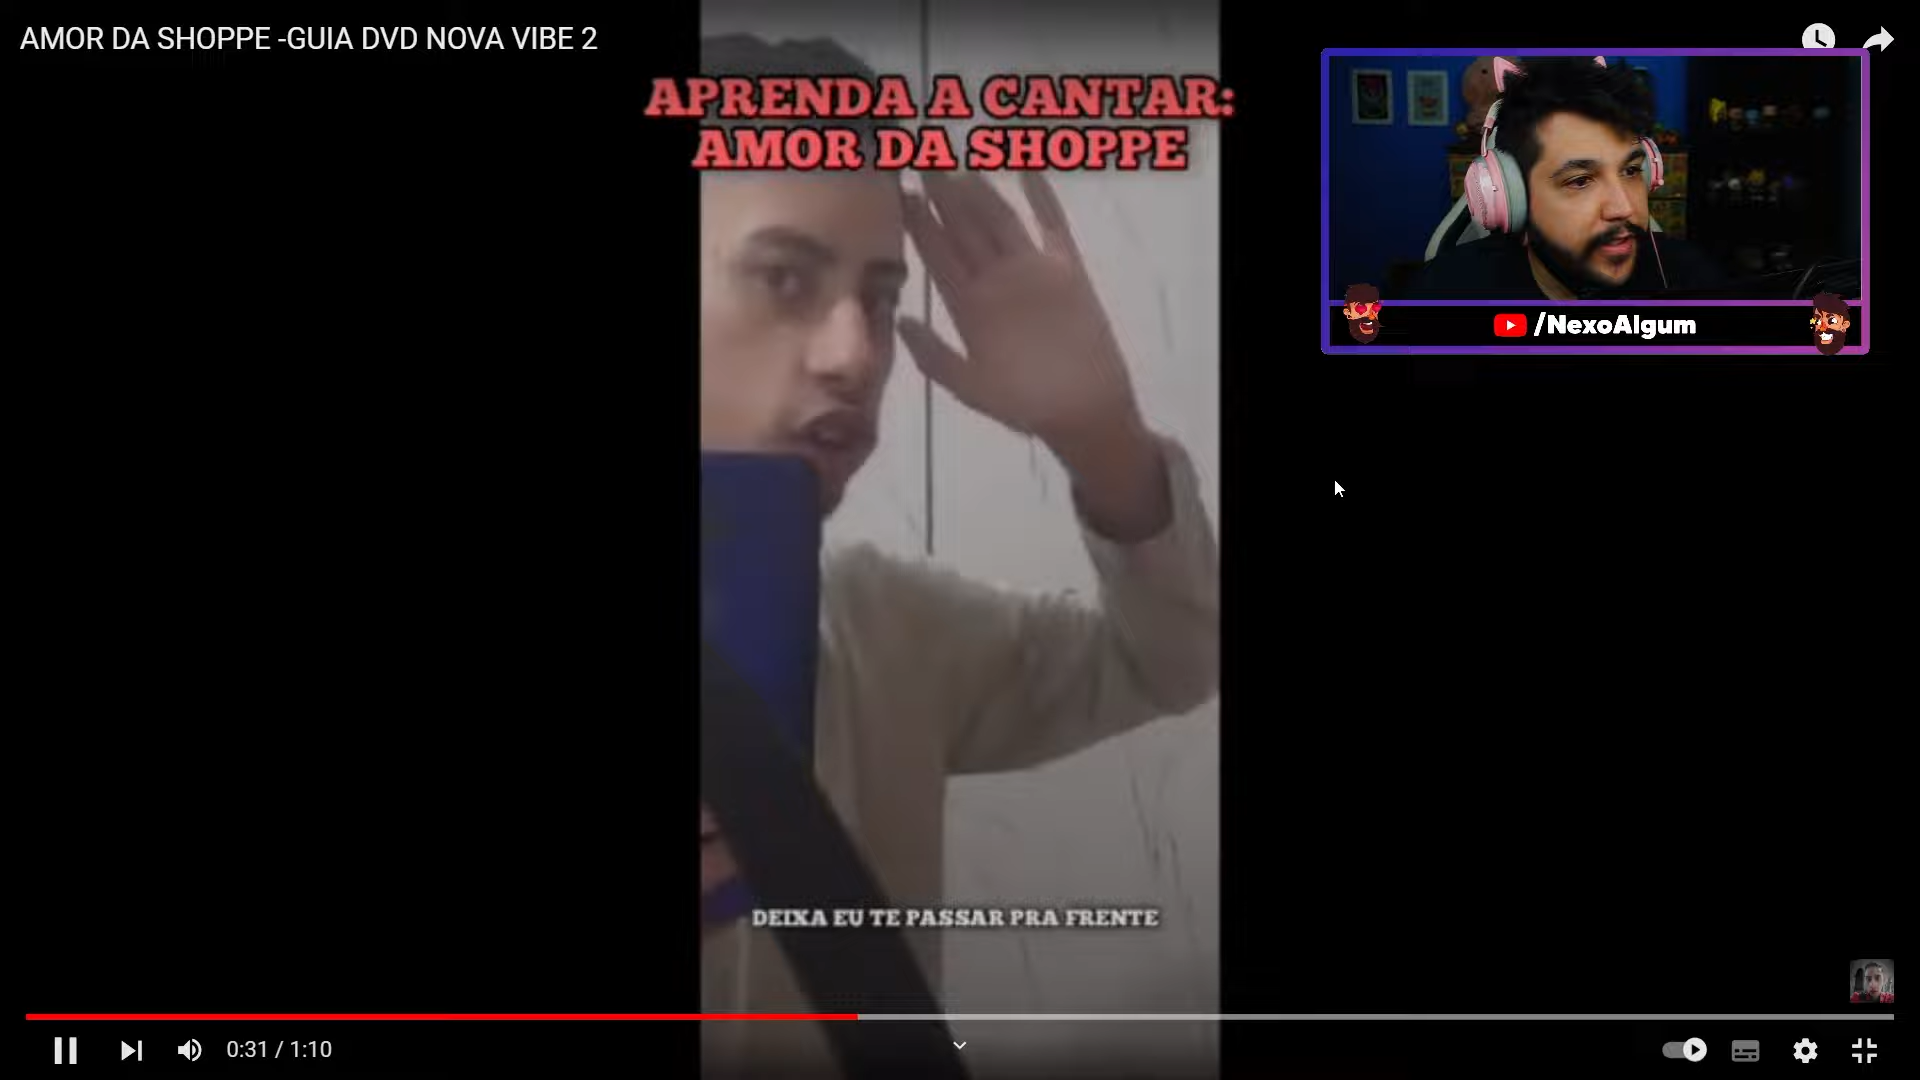 AMOR DA SHOPPE -GUIA DVD NOVA VIBE 2
APRENDA A CANTAR:
AMOR DA SHOPPE
/NexoAlgum
DEIXA EU TE PASSAR PRA FRENTE
0:31 / 1:10